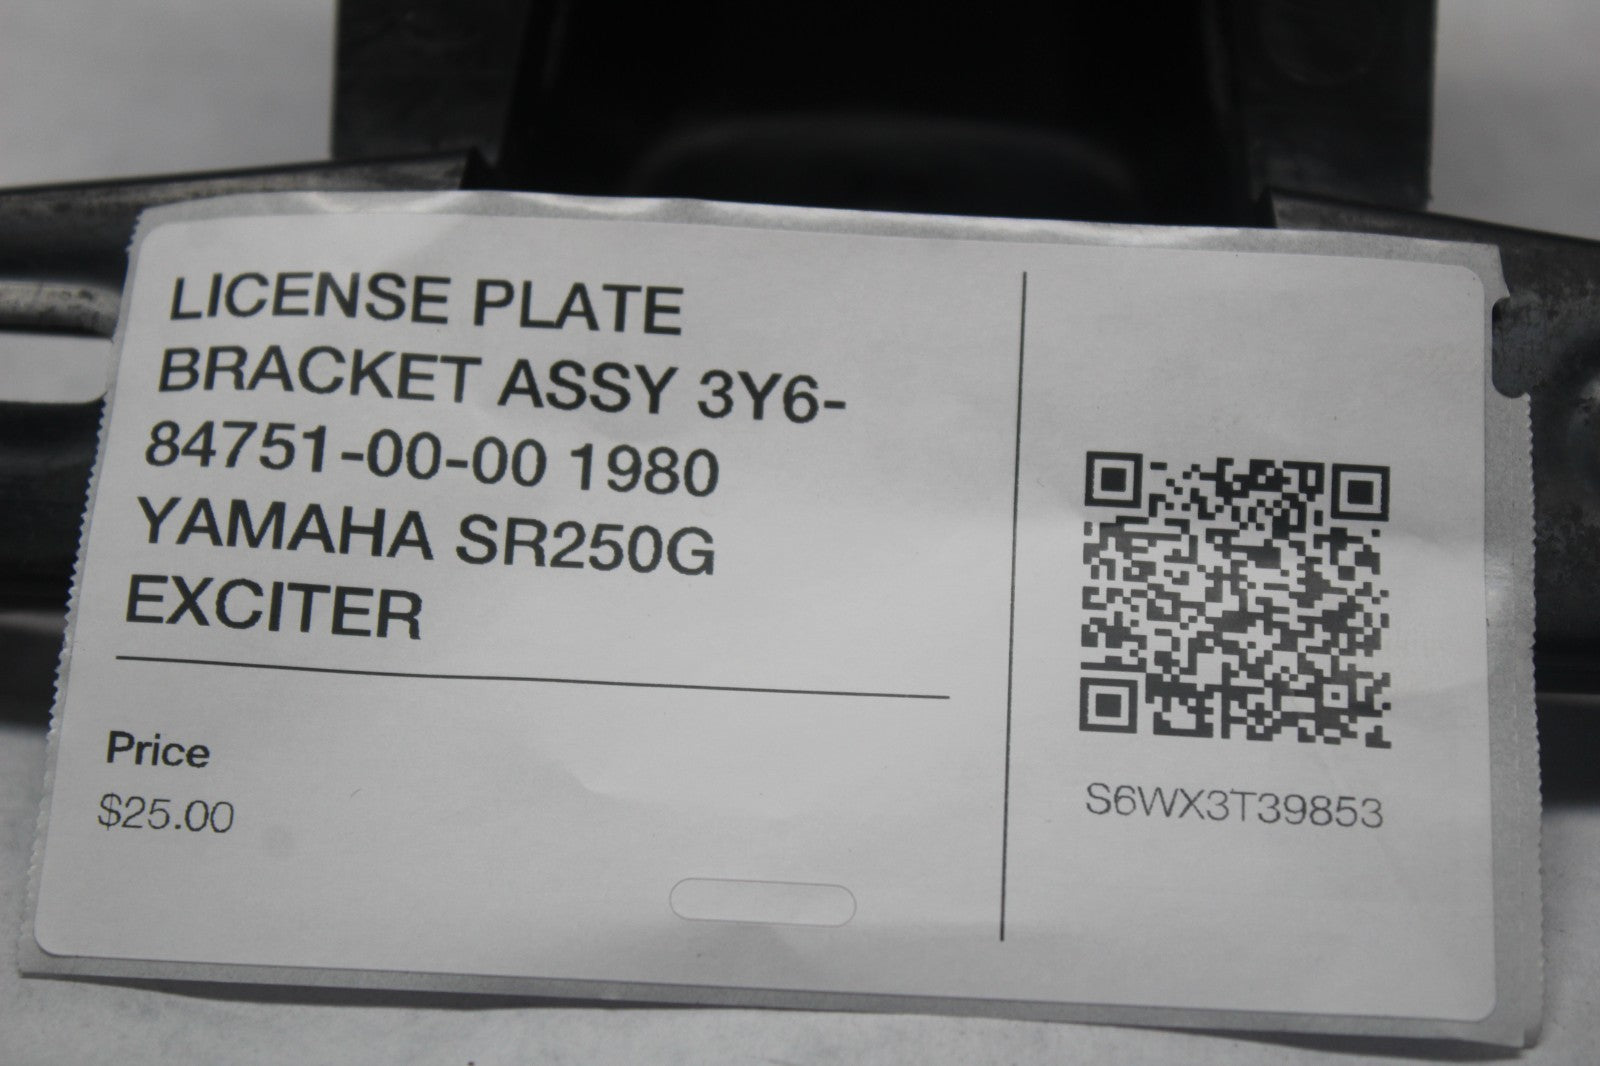 LICENSE PLATE
BRACKET ASSY 3Y6-
84751-00-00 1980
YAMAHA SR250G
EXCITER
Price
$25.00
S6WX3T39853